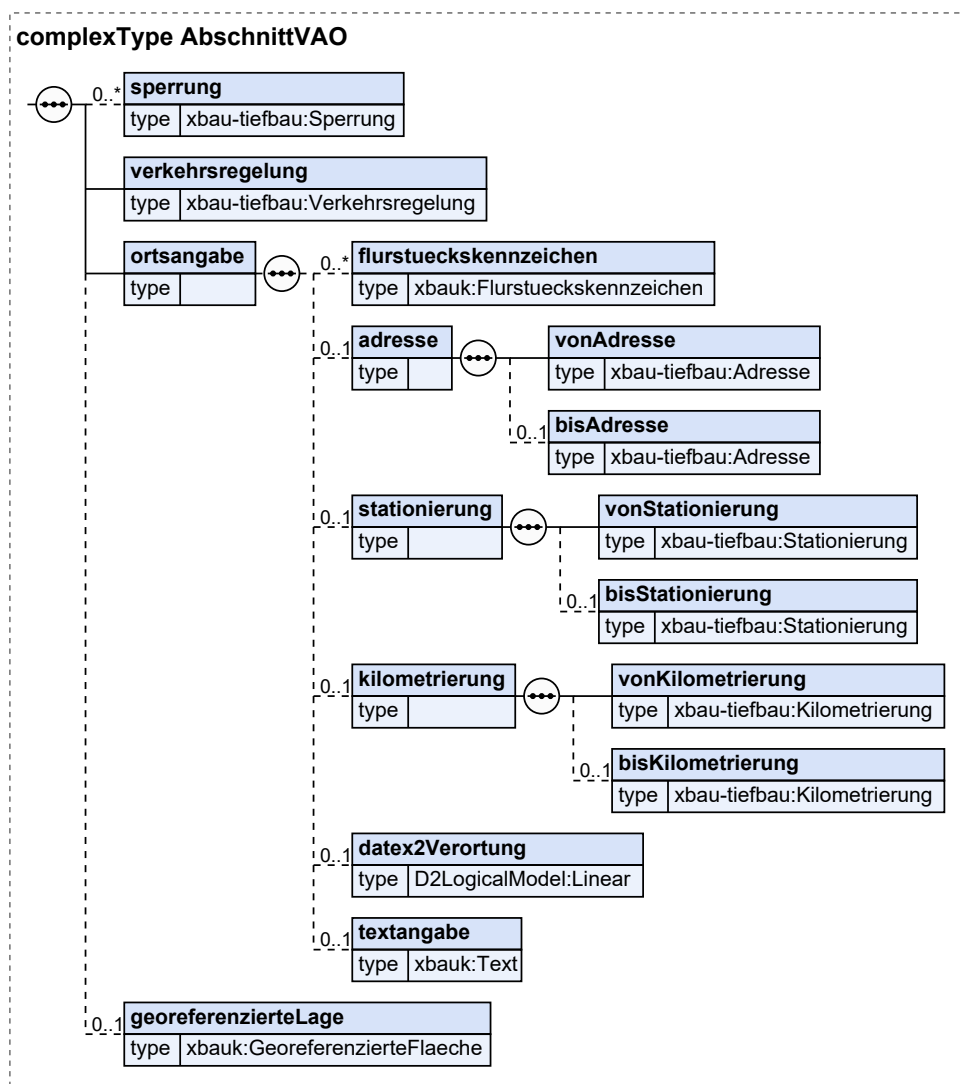 complexType AbschnittVAO
0..*
sperrung
type xbau-tiefbau:Sperrung
verkehrsregelung
type xbau-tiefbau:Verkehrsregelung
ortsangabe
type
0..*
flurstueckskennzeichen
type xbauk:Flurstueckskennzeichen
0..1
adresse
type
vonAdresse
type xbau-tiefbau:Adresse
0..1
bisAdresse
type xbau-tiefbau:Adresse
0..1
stationierung
type
vonStationierung
type xbau-tiefbau:Stationierung
0..1
bisStationierung
type xbau-tiefbau:Stationierung
0..1
kilometrierung
type
vonKilometrierung
type xbau-tiefbau:Kilometrierung
0..1
bisKilometrierung
type xbau-tiefbau:Kilometrierung
0..1
datex2Verortung
type D2LogicalModel:Linear
0..1
textangabe
type xbauk:Text
0..1
georeferenzierteLage
type xbauk:GeoreferenzierteFlaeche